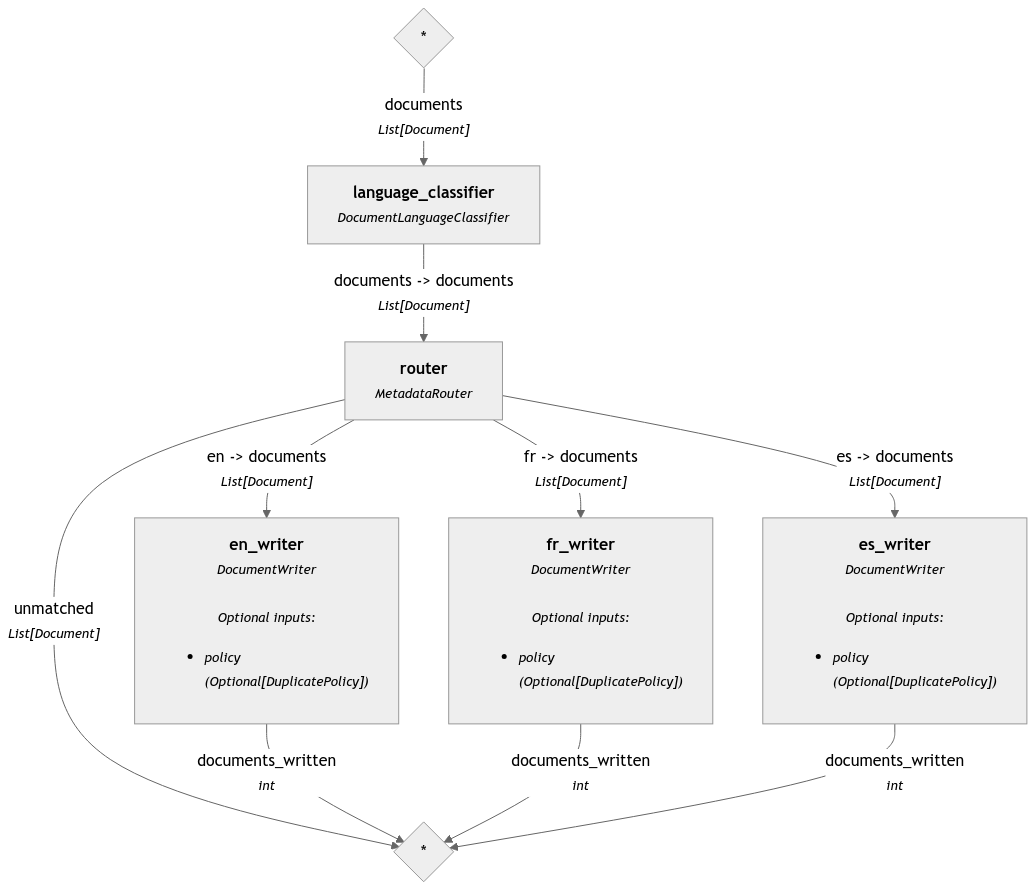 *
documents
List[Document]
language_classifier
DocumentLanguageClassifier
documents -> documents
List[Document]
router
MetadataRouter
en -> documents
List[Document]
fr -> documents
List[Document]
es -> documents
List[Document]
unmatched
List[Document]
en_writer
DocumentWriter
Optional inputs:
• policy
(Optional[DuplicatePolicy])
fr_writer
DocumentWriter
Optional inputs:
• policy
(Optional[DuplicatePolicy])
es_writer
DocumentWriter
Optional inputs:
• policy
(Optional[DuplicatePolicy])
documents_written
int
documents_written
int
documents_written
int
*